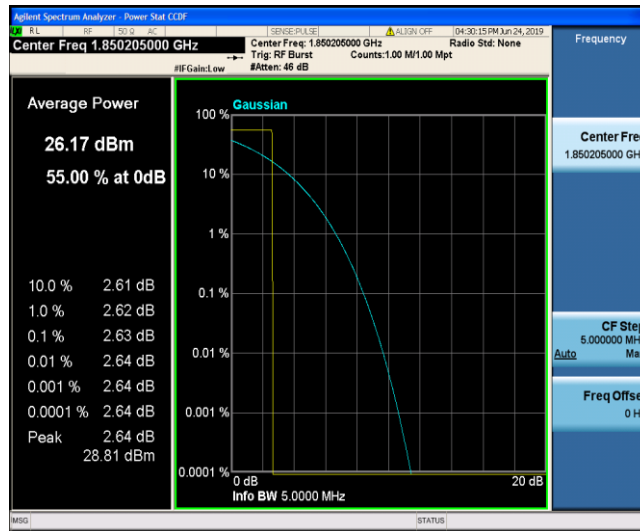 Agilent Spectrum Analyzer - Power Stat CCDF
RL RF 50 Ω AC SENSE:PULSE ALIGN OFF 04:30:15 PM Jun 24, 2019
Center Freq 1.850205000 GHz
Center Freq: 1.850205000 GHz Radio Std: None
Trig: RF Burst Counts:1.00 M/1.00 Mpt
#IFGain:Low #Atten: 46 dB
Frequency
Average Power
26.17 dBm
55.00 % at 0dB
10.0 % 2.61 dB
1.0 % 2.62 dB
0.1 % 2.63 dB
0.01 % 2.64 dB
0.001 % 2.64 dB
0.0001 % 2.64 dB
Peak 2.64 dB
28.81 dBm
Gaussian
100 %
10 %
1 %
0.1 %
0.01 %
0.001 %
0.0001 %
0 dB 20 dB
Info BW 5.0000 MHz
Center Fre
1.850205000 GH
CF Step
5.000000 MH
Auto Ma
Freq Offse
0 H
MSG STATUS